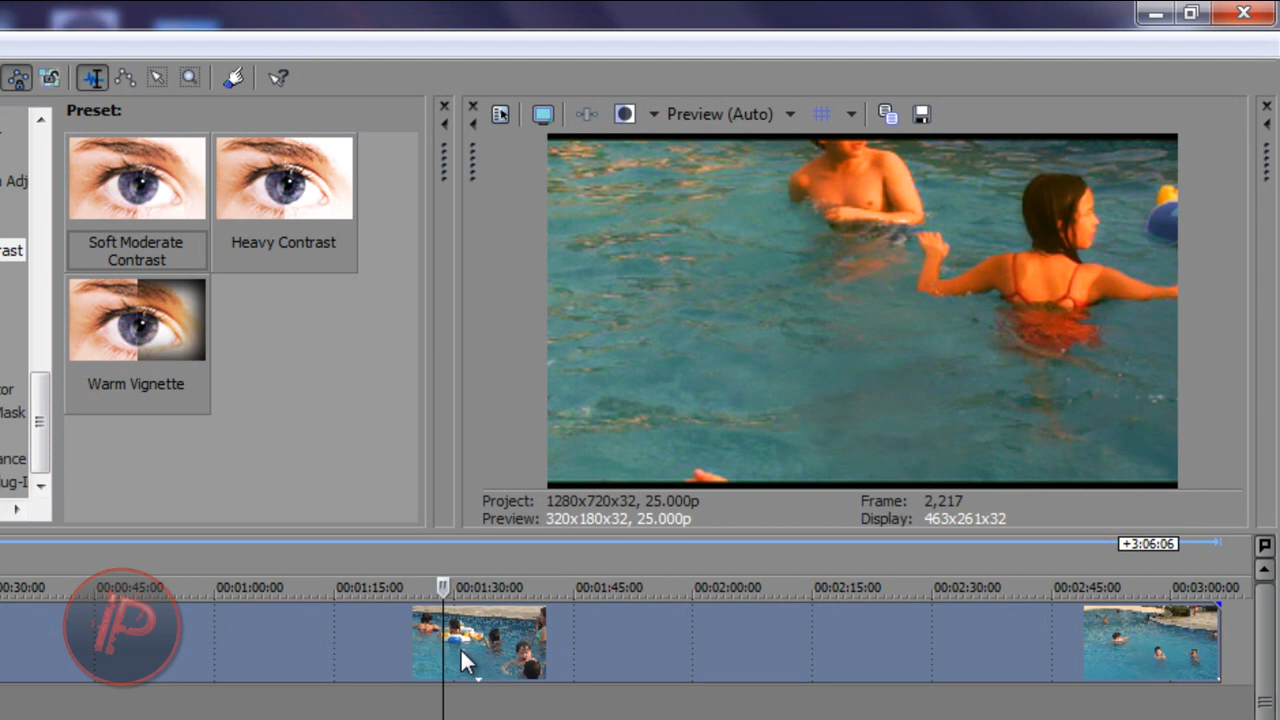 Preset:
Preview (Auto)
Adj
Soft Moderate
Contrast
Heavy Contrast
rast
Warm Vignette
tor
Mask
ance
lug-I
Project: 1280x720x32, 25.000p
Frame: 2,217
Preview: 320x180x32, 25.000p
Display: 463x261x32
+3:06:06
00:30:00
00:00:45:00
00:01:00:00
00:01:15:00
00:01:30:00
00:01:45:00
00:02:00:00
00:02:15:00
00:02:30:00
00:02:45:00
00:03:00:00
IP